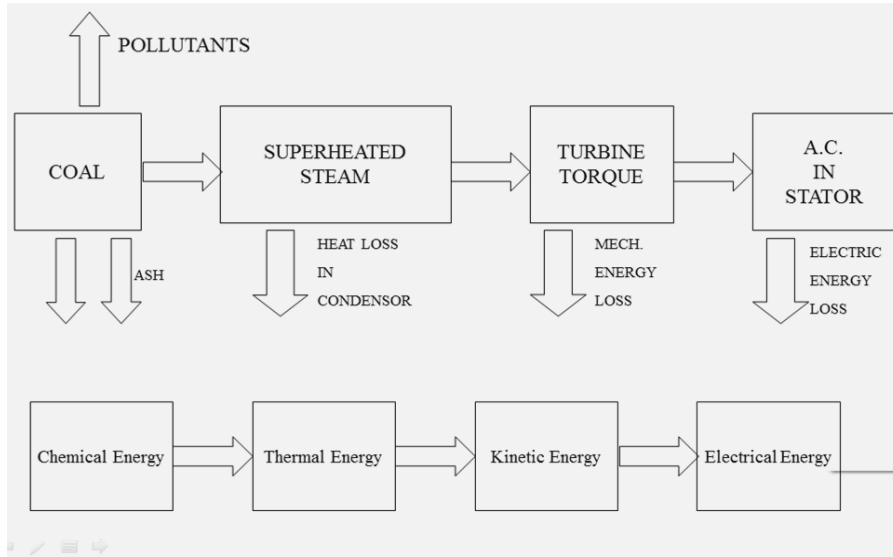 POLLUTANTS
COAL
SUPERHEATED
STEAM
TURBINE
TORQUE
A.C.
IN
STATOR
ASH
HEAT LOSS
IN
CONDENSOR
MECH.
ENERGY
LOSS
ELECTRIC
ENERGY
LOSS
Chemical Energy
Thermal Energy
Kinetic Energy
Electrical Energy